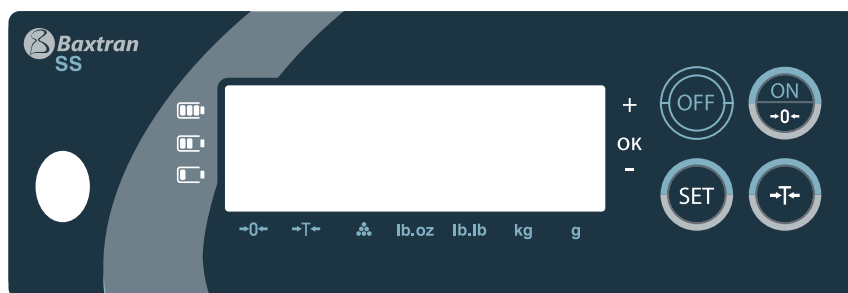 Baxtran
SS
+
OK
-
OFF
ON
→0←
SET
→T←
→0← →T← lb.oz lb.lb kg g